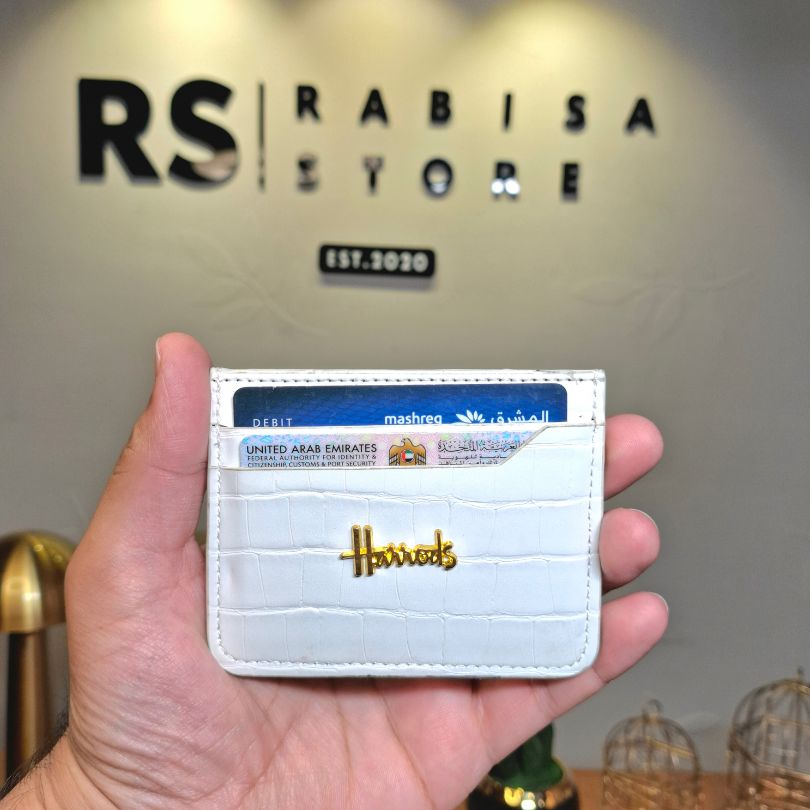 RS RABISA
STORE
EST.2020
DEBIT mashreq المشرق
UNITED ARAB EMIRATES
FEDERAL AUTHORITY FOR IDENTITY &
CITIZENSHIP, CUSTOMS & PORT SECURITY
Harrods